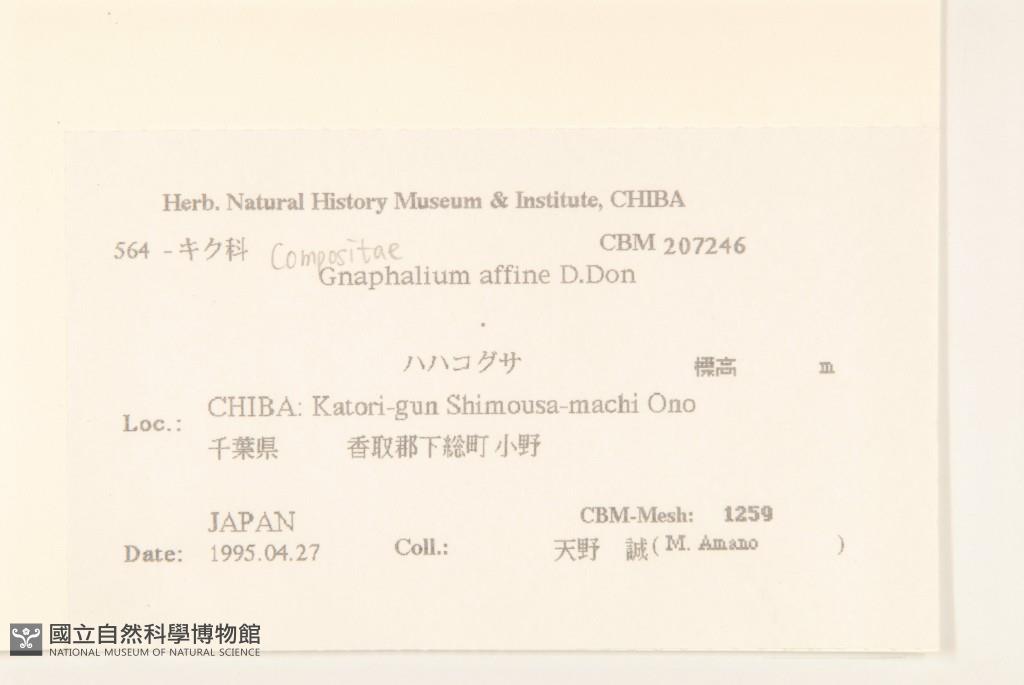 Herb. Natural History Museum & Institute, CHIBA
564 - キク科 Compositae CBM 207246
Gnaphalium affine D.Don
ハハコグサ 標高 m
Loc.: CHIBA: Katori-gun Shimousa-machi Ono
千葉県 香取郡下総町 小野
JAPAN CBM-Mesh: 1259
Date: 1995.04.27 Coll.: 天野 誠 ( M. Amano )
國立自然科學博物館
NATIONAL MUSEUM OF NATURAL SCIENCE